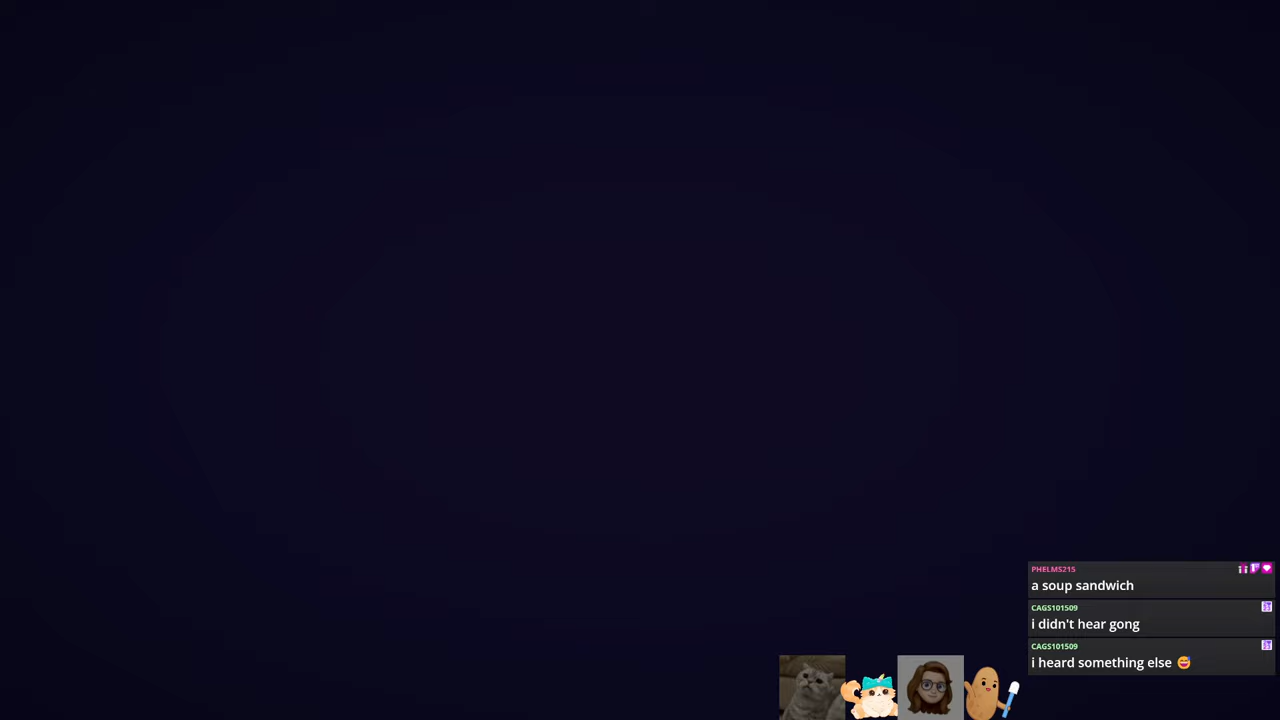 PHELMS215
a soup sandwich
CAGS101509
i didn't hear gong
CAGS101509
i heard something else 😅